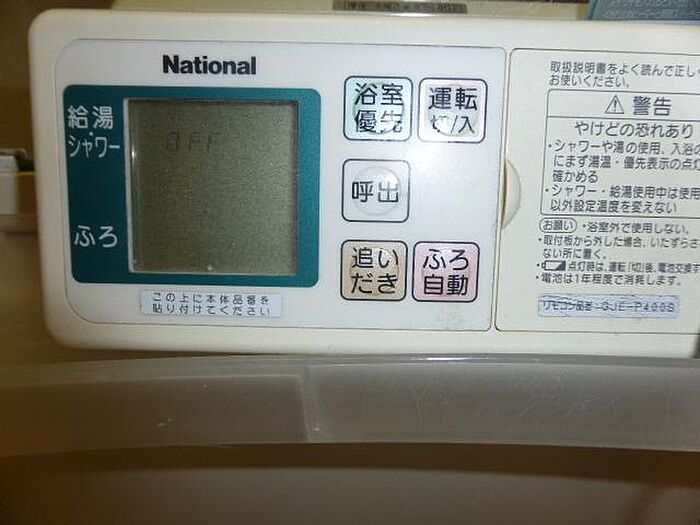 National
給湯・
シャワー
OFF
ふろ
浴室
優先
運転
切/入
呼出
追い
だき
ふろ
自動
この上に本体品番を
貼り付けてください
取扱説明書をよく読んで正し
お使いください。
警告
やけどの恐れあり
・シャワーや湯の使用、入浴
にまず湯温・優先表示の点
確かめる
・シャワー・給湯使用中は使用
以外設定温度を変えない
お願い ・浴室外で使用しない。
・取付板から外した場合、いたずらさ
ない所に置く。
・点灯時は、運転「切」後、電池交換
・電池は1年程度で消耗します。
リモコン品番 GJE-P400S